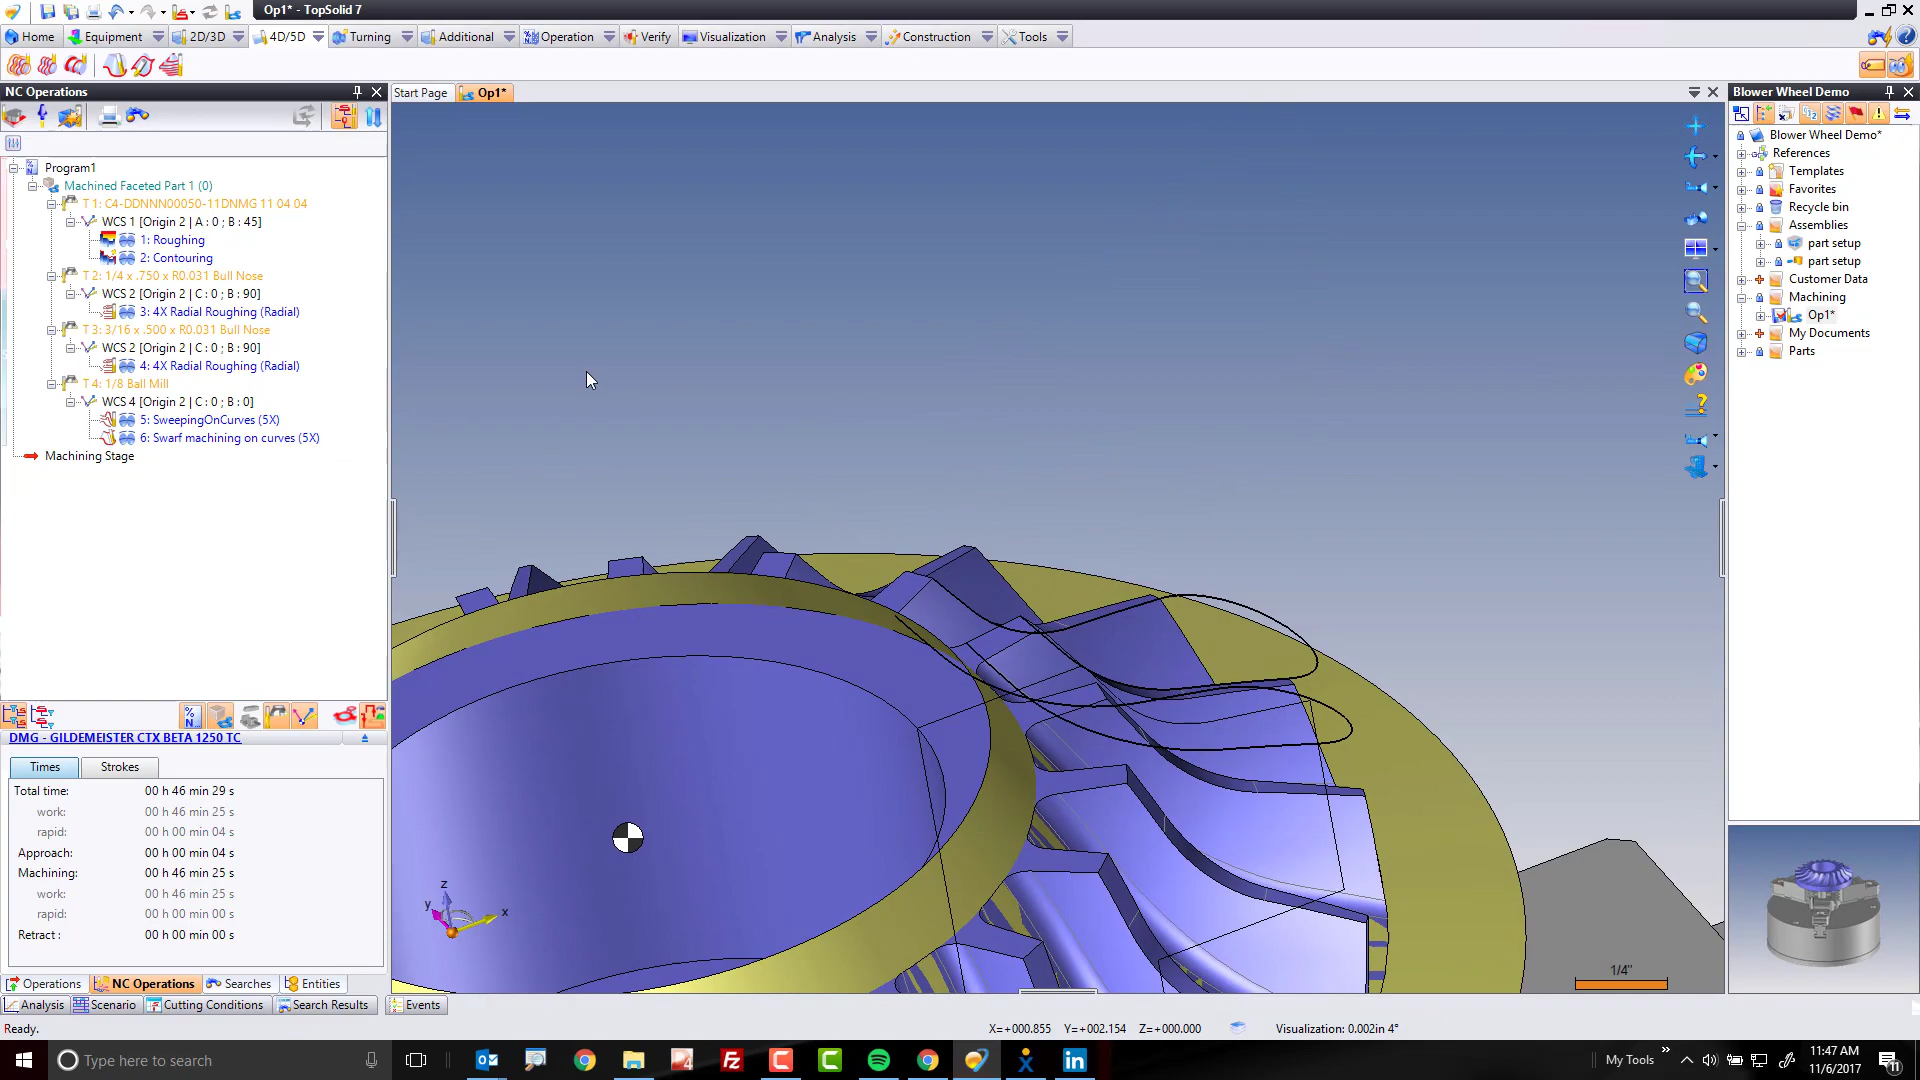 Op1* - TopSolid 7
Home Equipment 2D/3D 4D/5D Turning Additional Operation Verify Visualization Analysis Construction Tools
NC Operations
Start Page Op1*
Blower Wheel Demo
Program1
Machined Faceted Part 1 (0)
T 1: C4-DDNNN00050-11DNMG 11 04 04
WCS 1 [Origin 2 | A : 0 ; B : 45]
1: Roughing
2: Contouring
T 2: 1/4 x .750 x R0.031 Bull Nose
WCS 2 [Origin 2 | C : 0 ; B : 90]
3: 4X Radial Roughing (Radial)
T 3: 3/16 x .500 x R0.031 Bull Nose
WCS 2 [Origin 2 | C : 0 ; B : 90]
4: 4X Radial Roughing (Radial)
T 4: 1/8 Ball Mill
WCS 4 [Origin 2 | C : 0 ; B : 0]
5: SweepingOnCurves (5X)
6: Swarf machining on curves (5X)
Machining Stage
Blower Wheel Demo*
References
Templates
Favorites
Recycle bin
Assemblies
part setup
part setup
Customer Data
Machining
Op1*
My Documents
Parts
DMG - GILDEMEISTER CTX BETA 1250 TC
Times Strokes
Total time: 00 h 46 min 29 s
work: 00 h 46 min 25 s
rapid: 00 h 00 min 04 s
Approach: 00 h 00 min 04 s
Machining: 00 h 46 min 25 s
work: 00 h 46 min 25 s
rapid: 00 h 00 min 00 s
Retract : 00 h 00 min 00 s
z
y
x
1/4"
Operations NC Operations Searches Entities
Analysis Scenario Cutting Conditions Search Results Events
Ready.
X=+000.855 Y=+002.154 Z=+000.000 Visualization: 0.002in 4°
Type here to search
My Tools
11:47 AM
11/6/2017
11